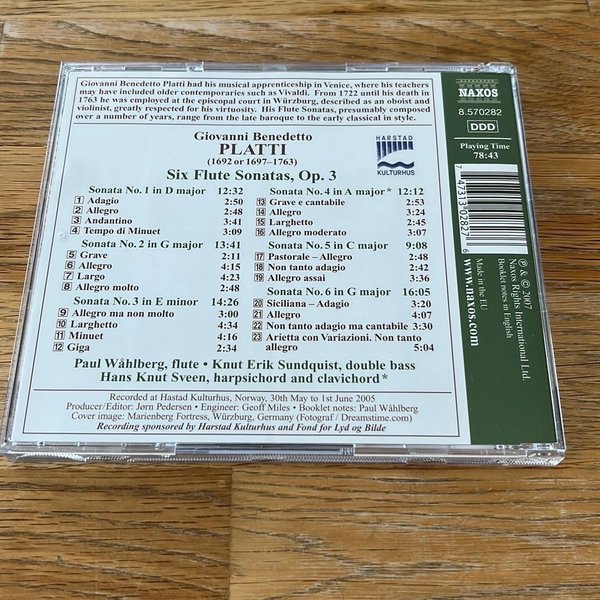 Giovanni Benedetto Platti had his musical apprenticeship in Venice, where his teachers
may have included older contemporaries such as Vivaldi. From 1722 until his death in
1763 he was employed at the episcopal court in Würzburg, described as an oboist and
violinist, greatly respected for his virtuosity. His Flute Sonatas, presumably composed
over a number of years, range from the late baroque to the early classical in style.
Giovanni Benedetto
PLATTI
(1692 or 1697–1763)
Six Flute Sonatas, Op. 3
HARSTAD
KULTURHUS
Sonata No. 1 in D major 12:32
1 Adagio 2:50
2 Allegro 2:48
3 Andantino 3:41
4 Tempo di Minuet 3:09
Sonata No. 2 in G major 13:41
5 Grave 2:11
6 Allegro 4:15
7 Largo 4:23
8 Allegro molto 2:48
Sonata No. 3 in E minor 14:26
9 Allegro ma non molto 3:00
10 Larghetto 4:34
11 Minuet 4:16
12 Giga 2:34
Sonata No. 4 in A major * 12:12
13 Grave e cantabile 2:53
14 Allegro 3:24
15 Larghetto 2:45
16 Allegro moderato 3:07
Sonata No. 5 in C major 9:08
17 Pastorale – Allegro 2:48
18 Non tanto adagio 2:42
19 Allegro assai 3:36
Sonata No. 6 in G major 16:05
20 Siciliana – Adagio 3:20
21 Allegro 4:07
22 Non tanto adagio ma cantabile 3:30
23 Arietta con Variazioni. Non tanto
allegro 5:04
Paul Wåhlberg, flute • Knut Erik Sundquist, double bass
Hans Knut Sveen, harpsichord and clavichord *
Recorded at Hastad Kulturhus, Norway, 30th May to 1st June 2005
Producer/Editor: Jørn Pedersen • Engineer: Geoff Miles • Booklet notes: Paul Wåhlberg
Cover image: Marienberg Fortress, Würzburg, Germany (Fotograf / Dreamstime.com)
Recording sponsored by Harstad Kulturhus and Fond for Lyd og Bilde
NAXOS
8.570282
DDD
Playing Time
78:43
7 47313 02827 6
℗ & © 2007
Naxos Rights International Ltd.
Booklet notes in English
Made in the EU
www.naxos.com